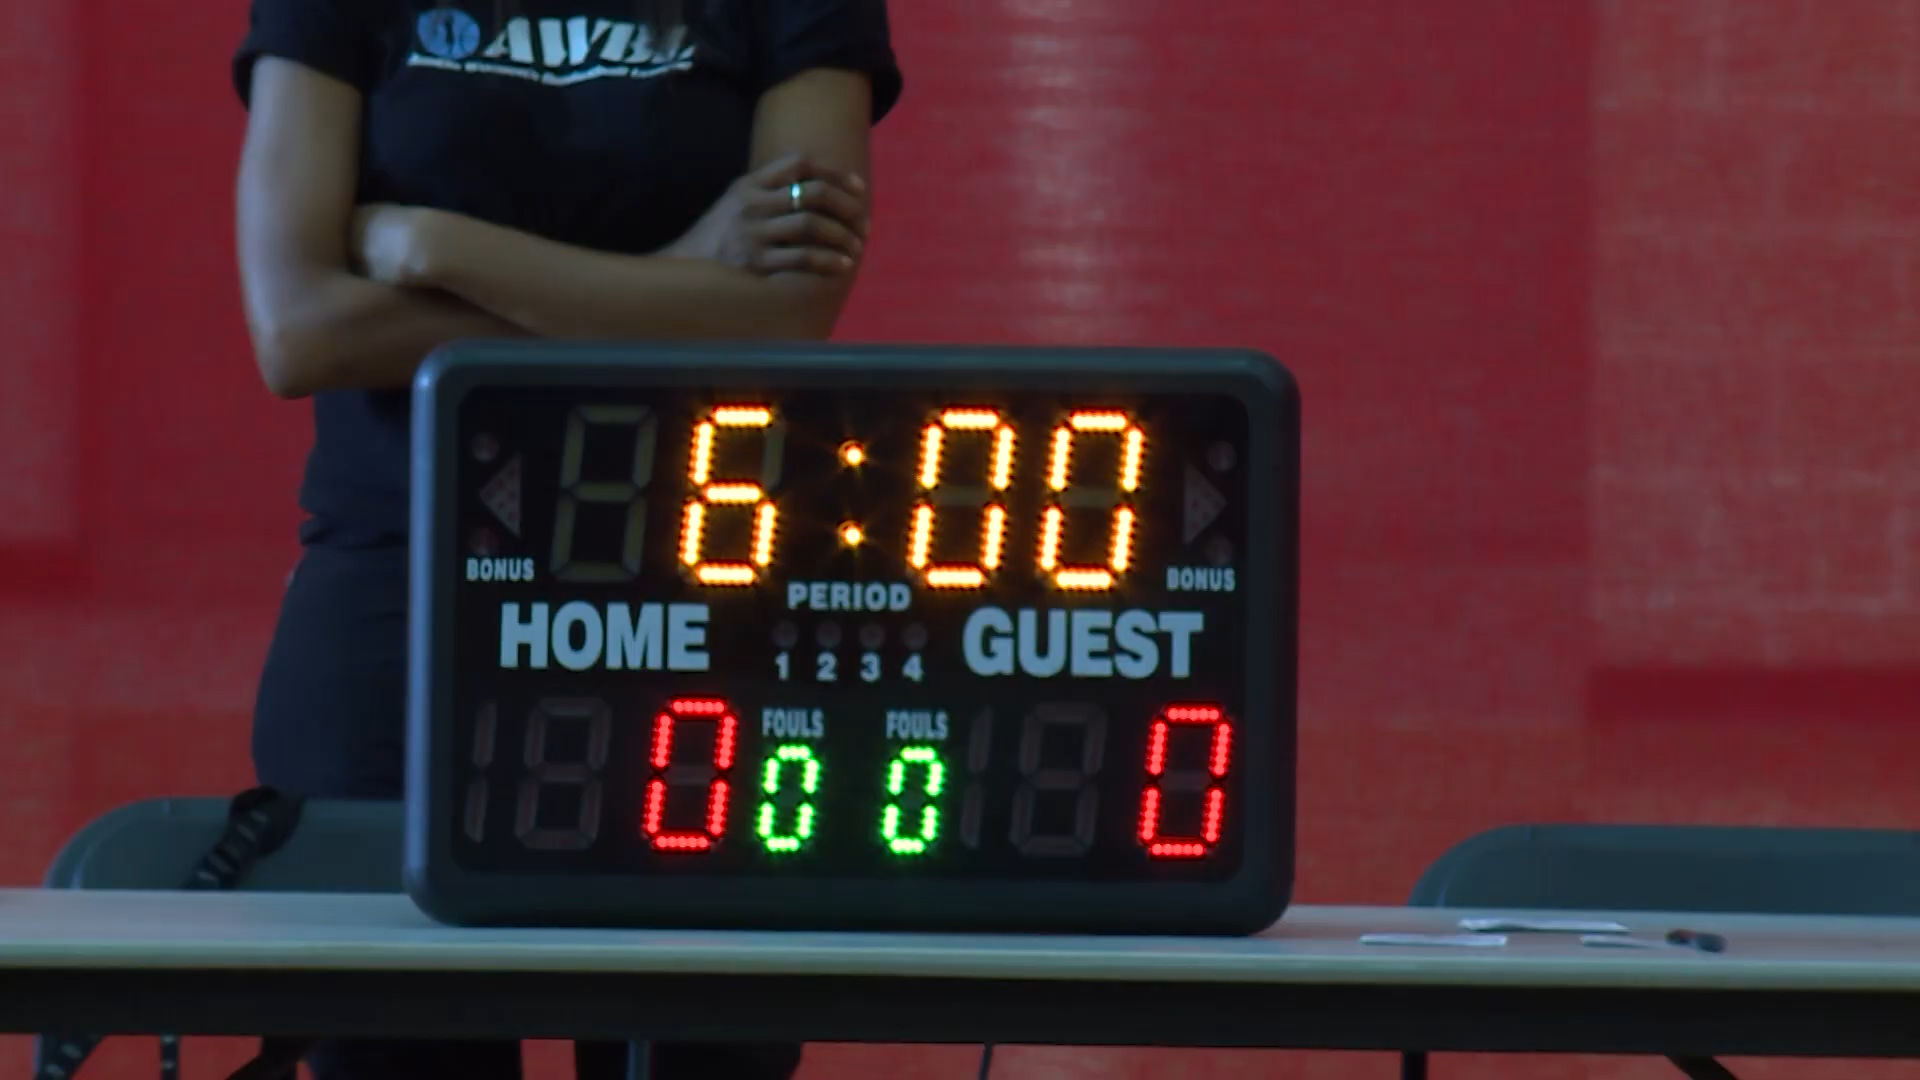 AWBL
6:00
BONUS
BONUS
PERIOD
HOME
GUEST
1 2 3 4
FOULS
FOULS
0
0
0
0